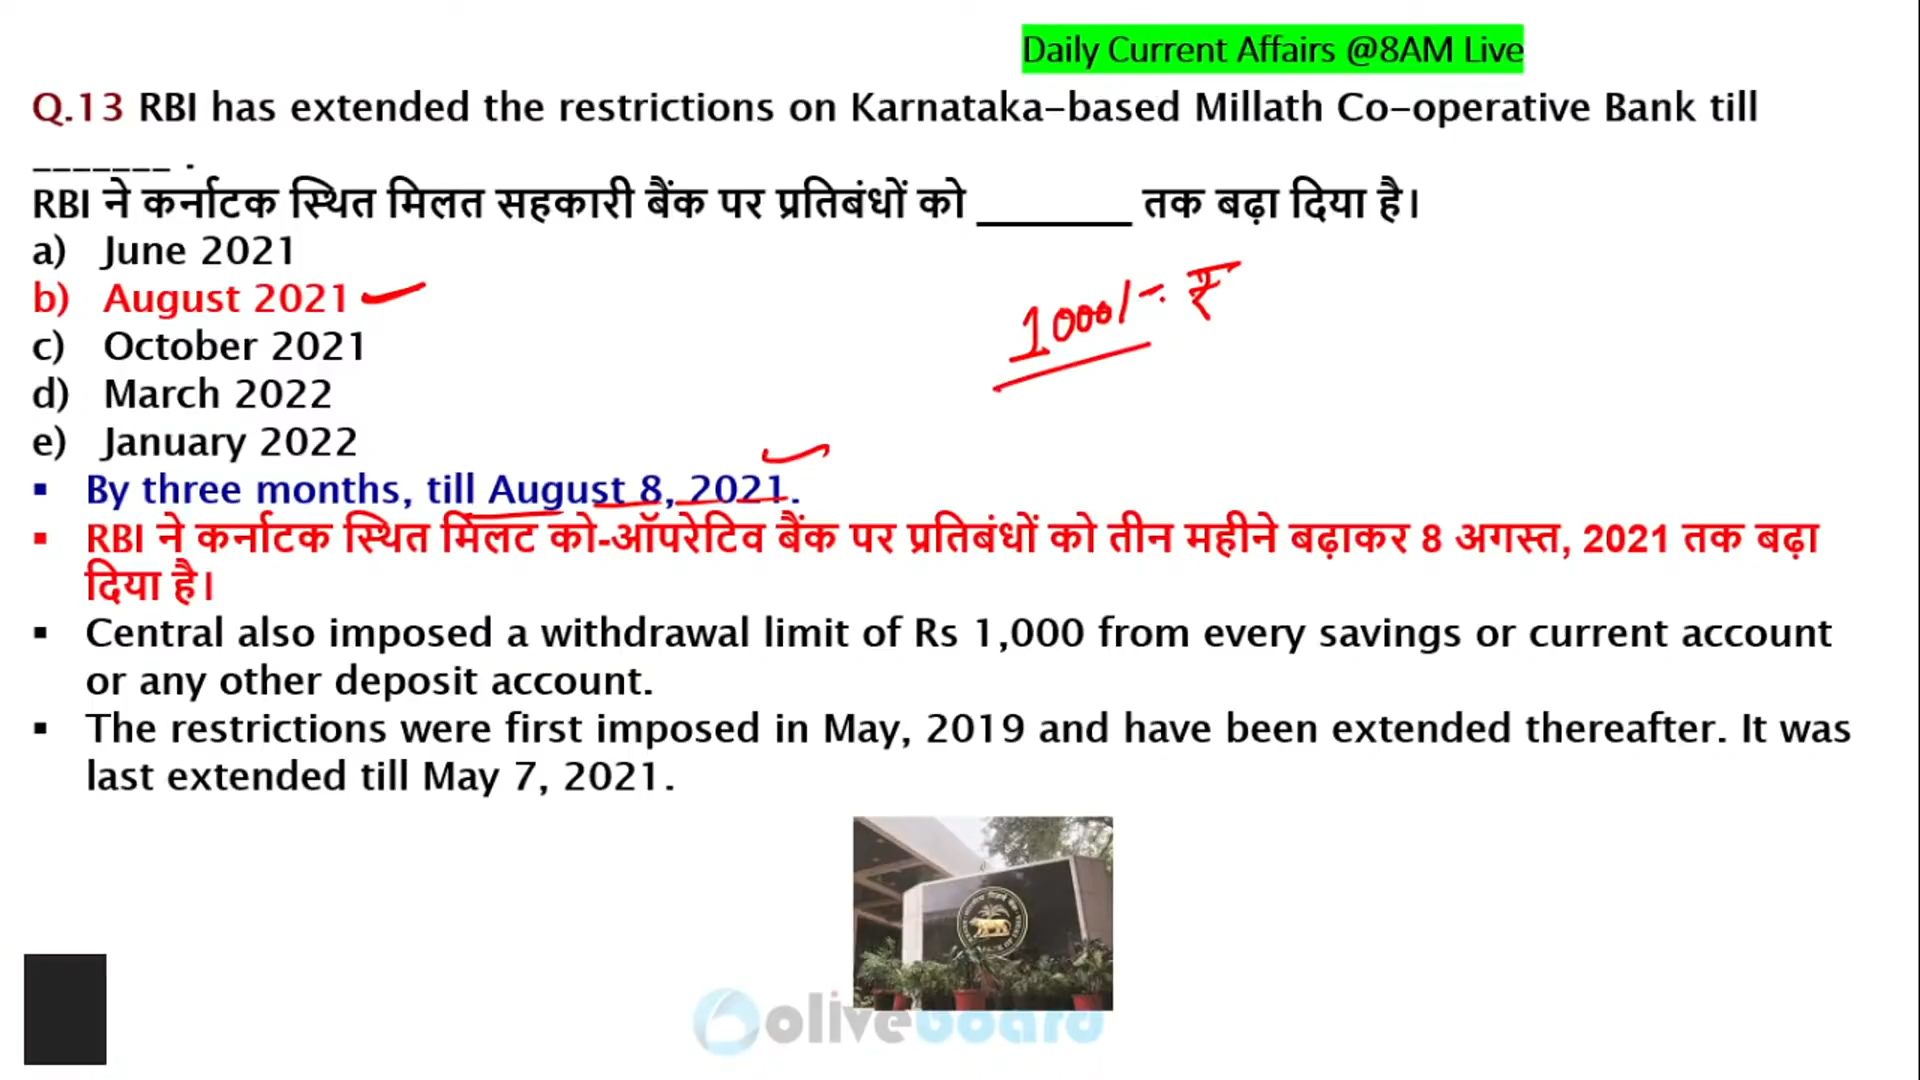 Daily Current Affairs @8AM Live
Q.13 RBI has extended the restrictions on Karnataka-based Millath Co-operative Bank till
_______ .
RBI ने कर्नाटक स्थित मिलत सहकारी बैंक पर प्रतिबंधों को _______ तक बढ़ा दिया है।
a) June 2021
b) August 2021
1000/- ₹
c) October 2021
d) March 2022
e) January 2022
▪ By three months, till August 8, 2021.
▪ RBI ने कर्नाटक स्थित मिलट को-ऑपरेटिव बैंक पर प्रतिबंधों को तीन महीने बढ़ाकर 8 अगस्त, 2021 तक बढ़ा
दिया है।
▪ Central also imposed a withdrawal limit of Rs 1,000 from every savings or current account
or any other deposit account.
▪ The restrictions were first imposed in May, 2019 and have been extended thereafter. It was
last extended till May 7, 2021.
oliveboard